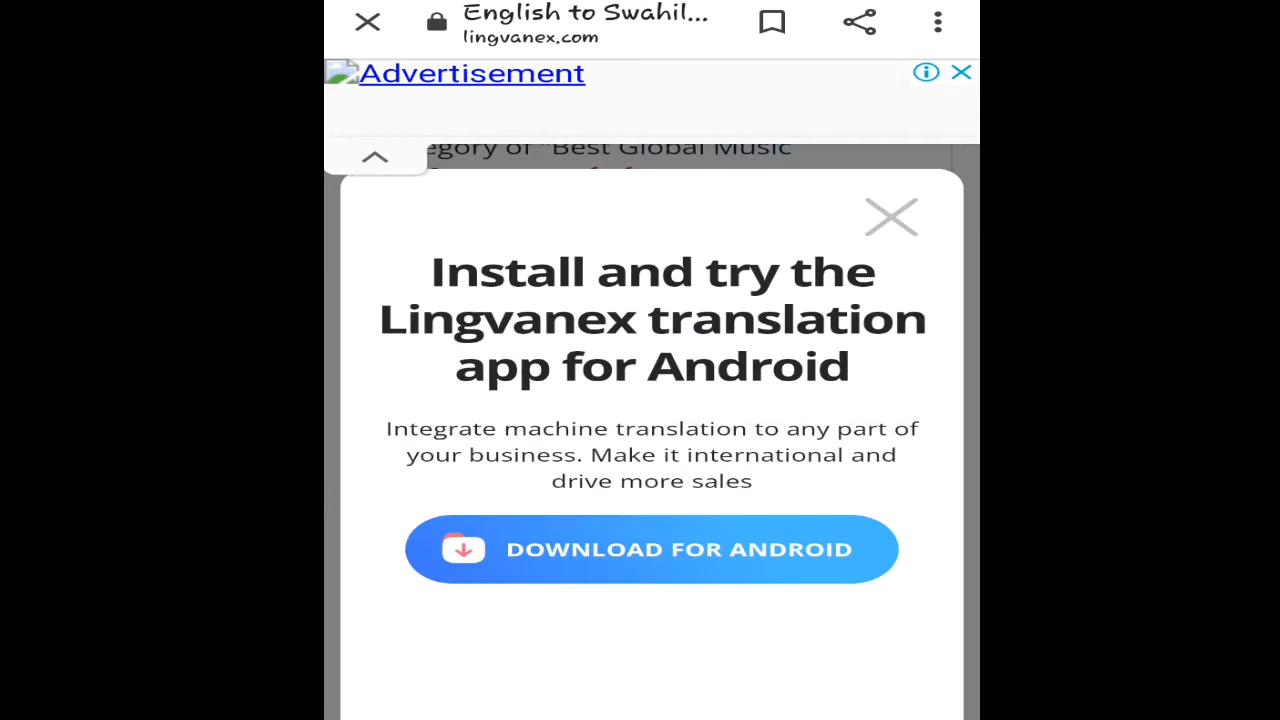 English to Swahil...
lingvanex.com
Advertisement
egory of "Best Global Music
Install and try the
Lingvanex translation
app for Android
Integrate machine translation to any part of
your business. Make it international and
drive more sales
DOWNLOAD FOR ANDROID